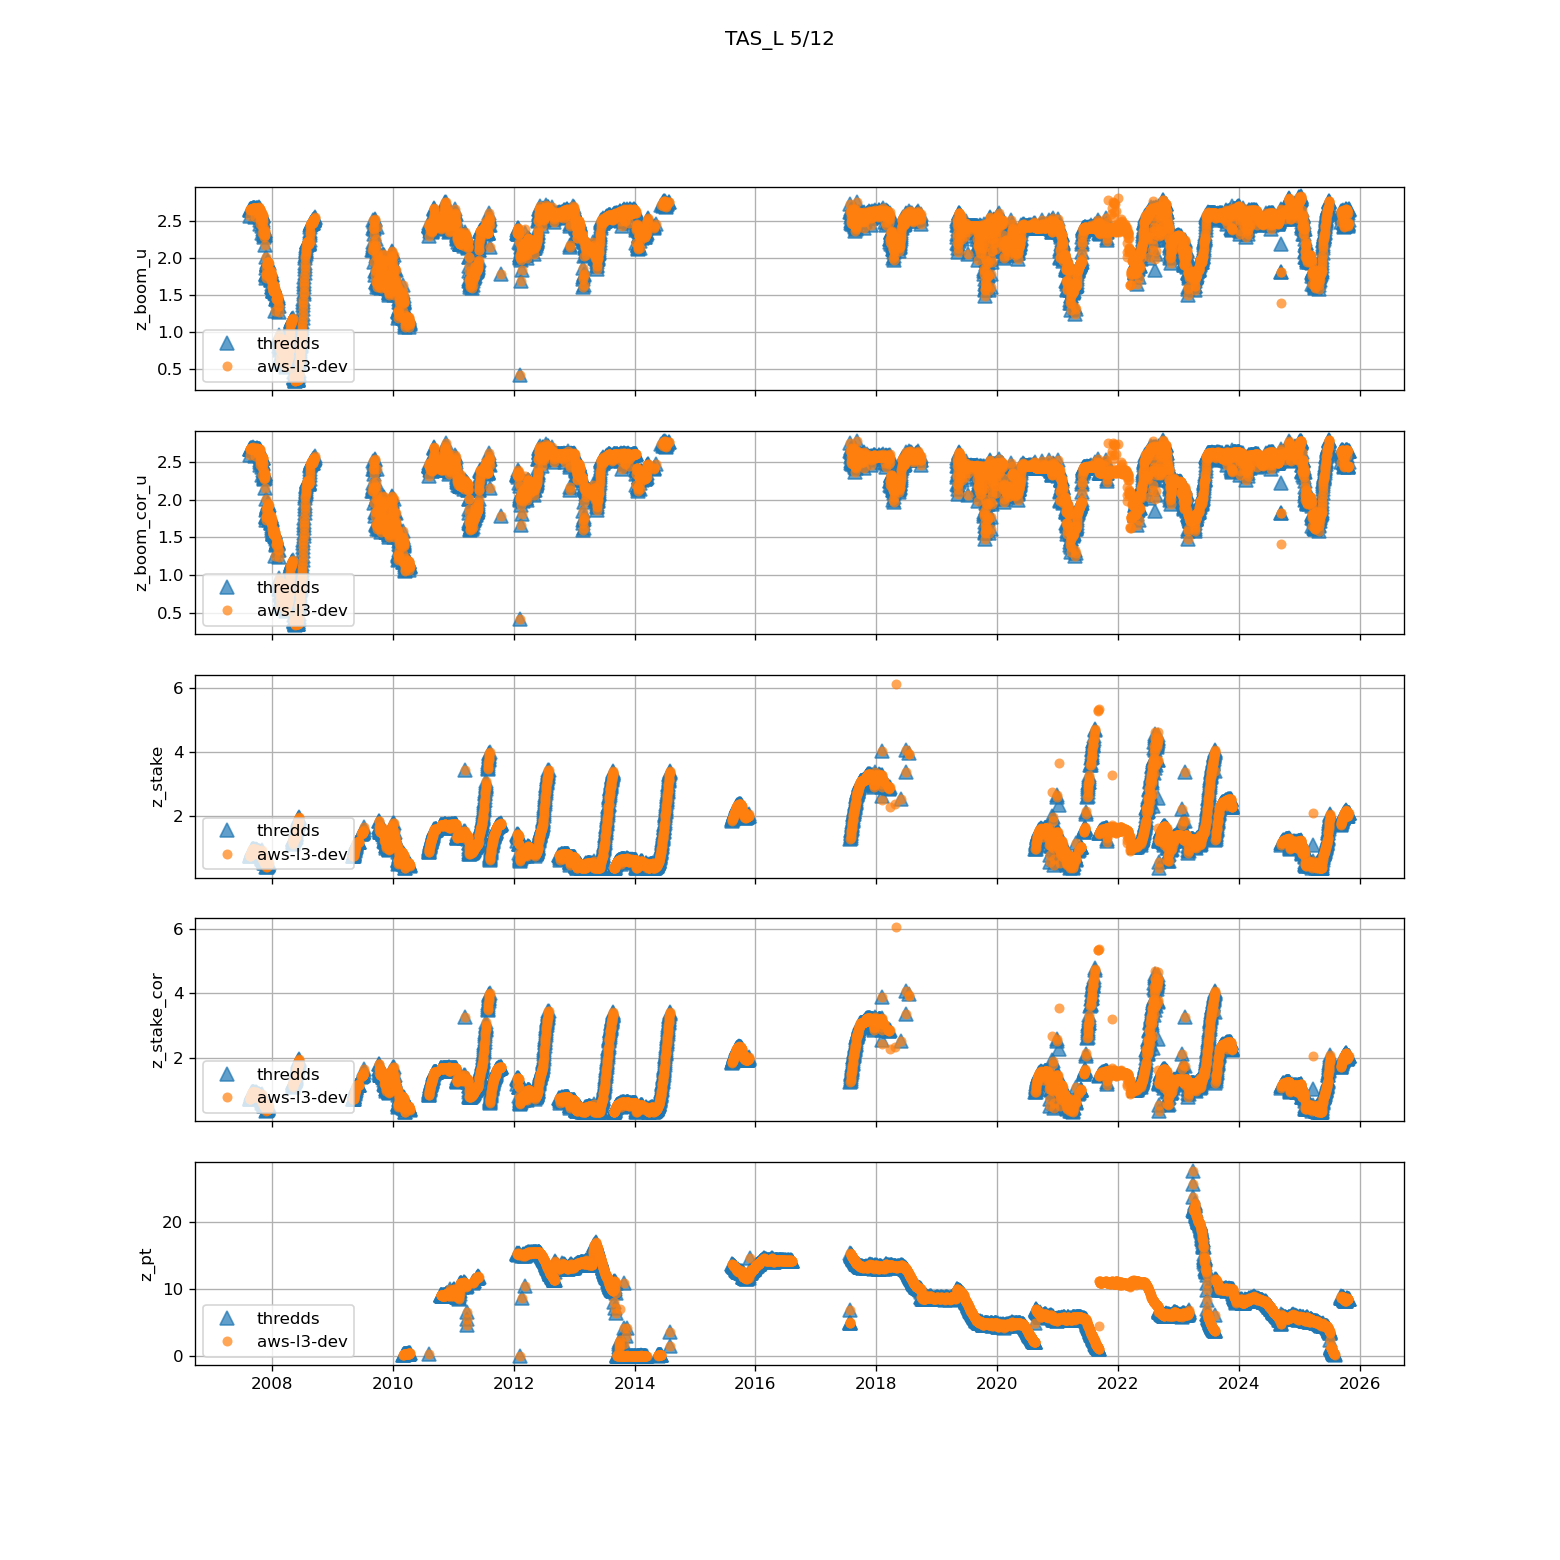 TAS_L 5/12
z_boom_u
2.5
2.0
1.5
1.0
0.5
thredds
aws-l3-dev
z_boom_cor_u
2.5
2.0
1.5
1.0
0.5
thredds
aws-l3-dev
z_stake
6
4
2
thredds
aws-l3-dev
z_stake_cor
6
4
2
thredds
aws-l3-dev
z_pt
20
10
0
thredds
aws-l3-dev
2008 2010 2012 2014 2016 2018 2020 2022 2024 2026